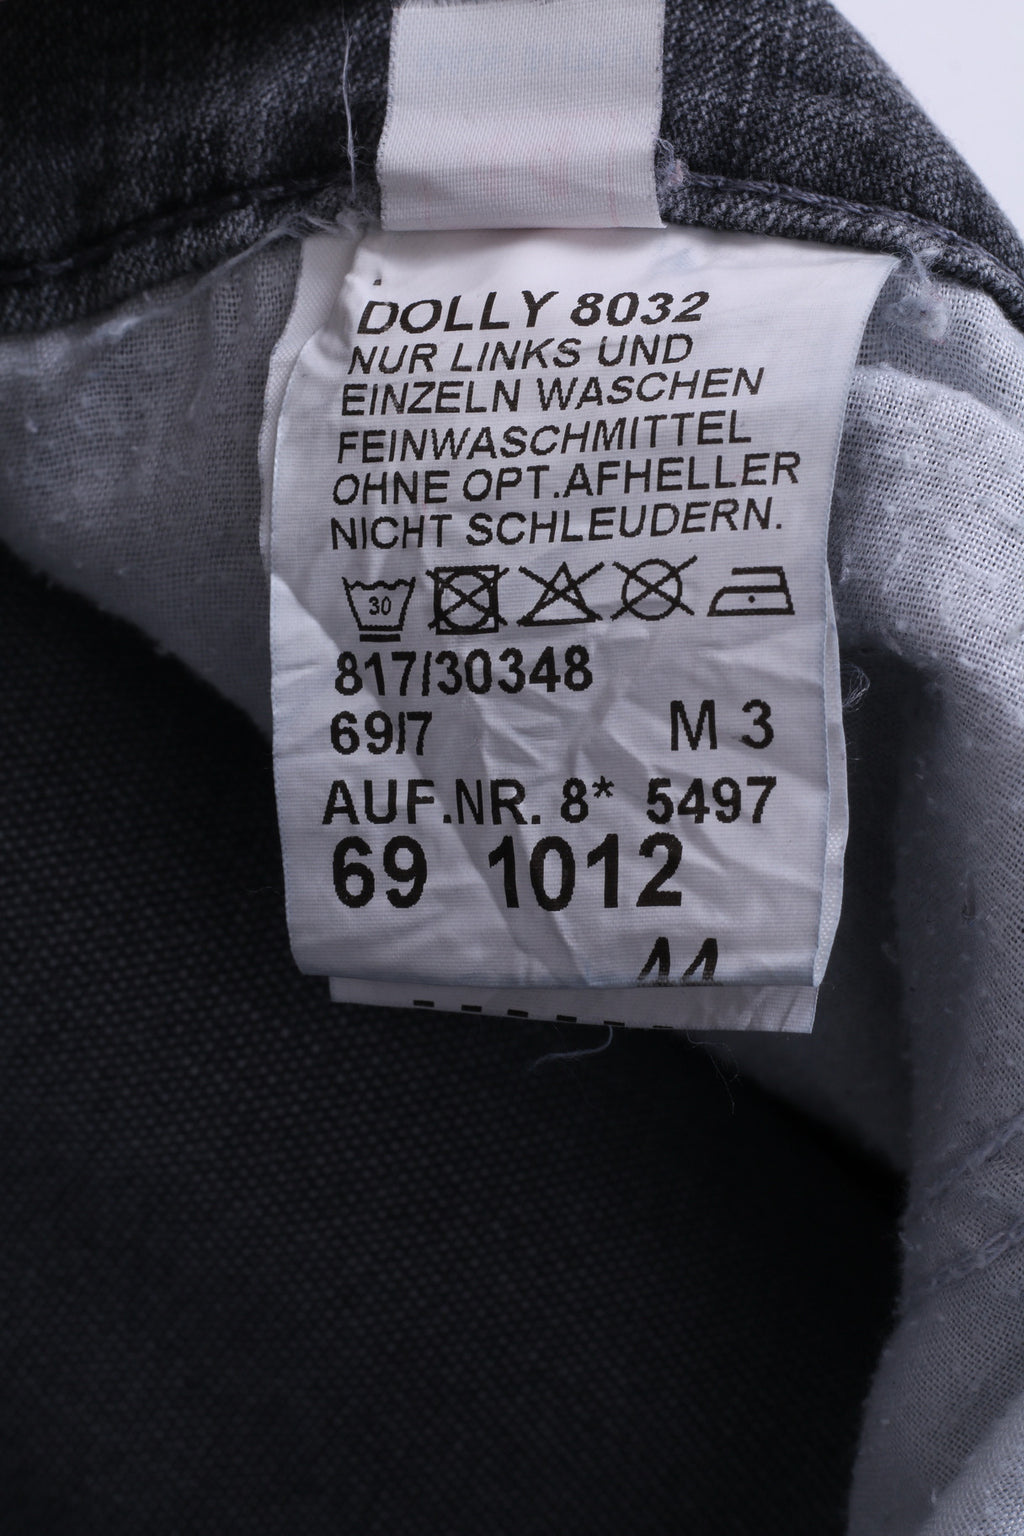 DOLLY 8032
NUR LINKS UND
EINZELN WASCHEN
FEINWASCHMITTEL
OHNE OPT.AFHELLER
NICHT SCHLEUDERN.
30
817/30348
69/7 M 3
AUF.NR. 8* 5497
69 1012
44